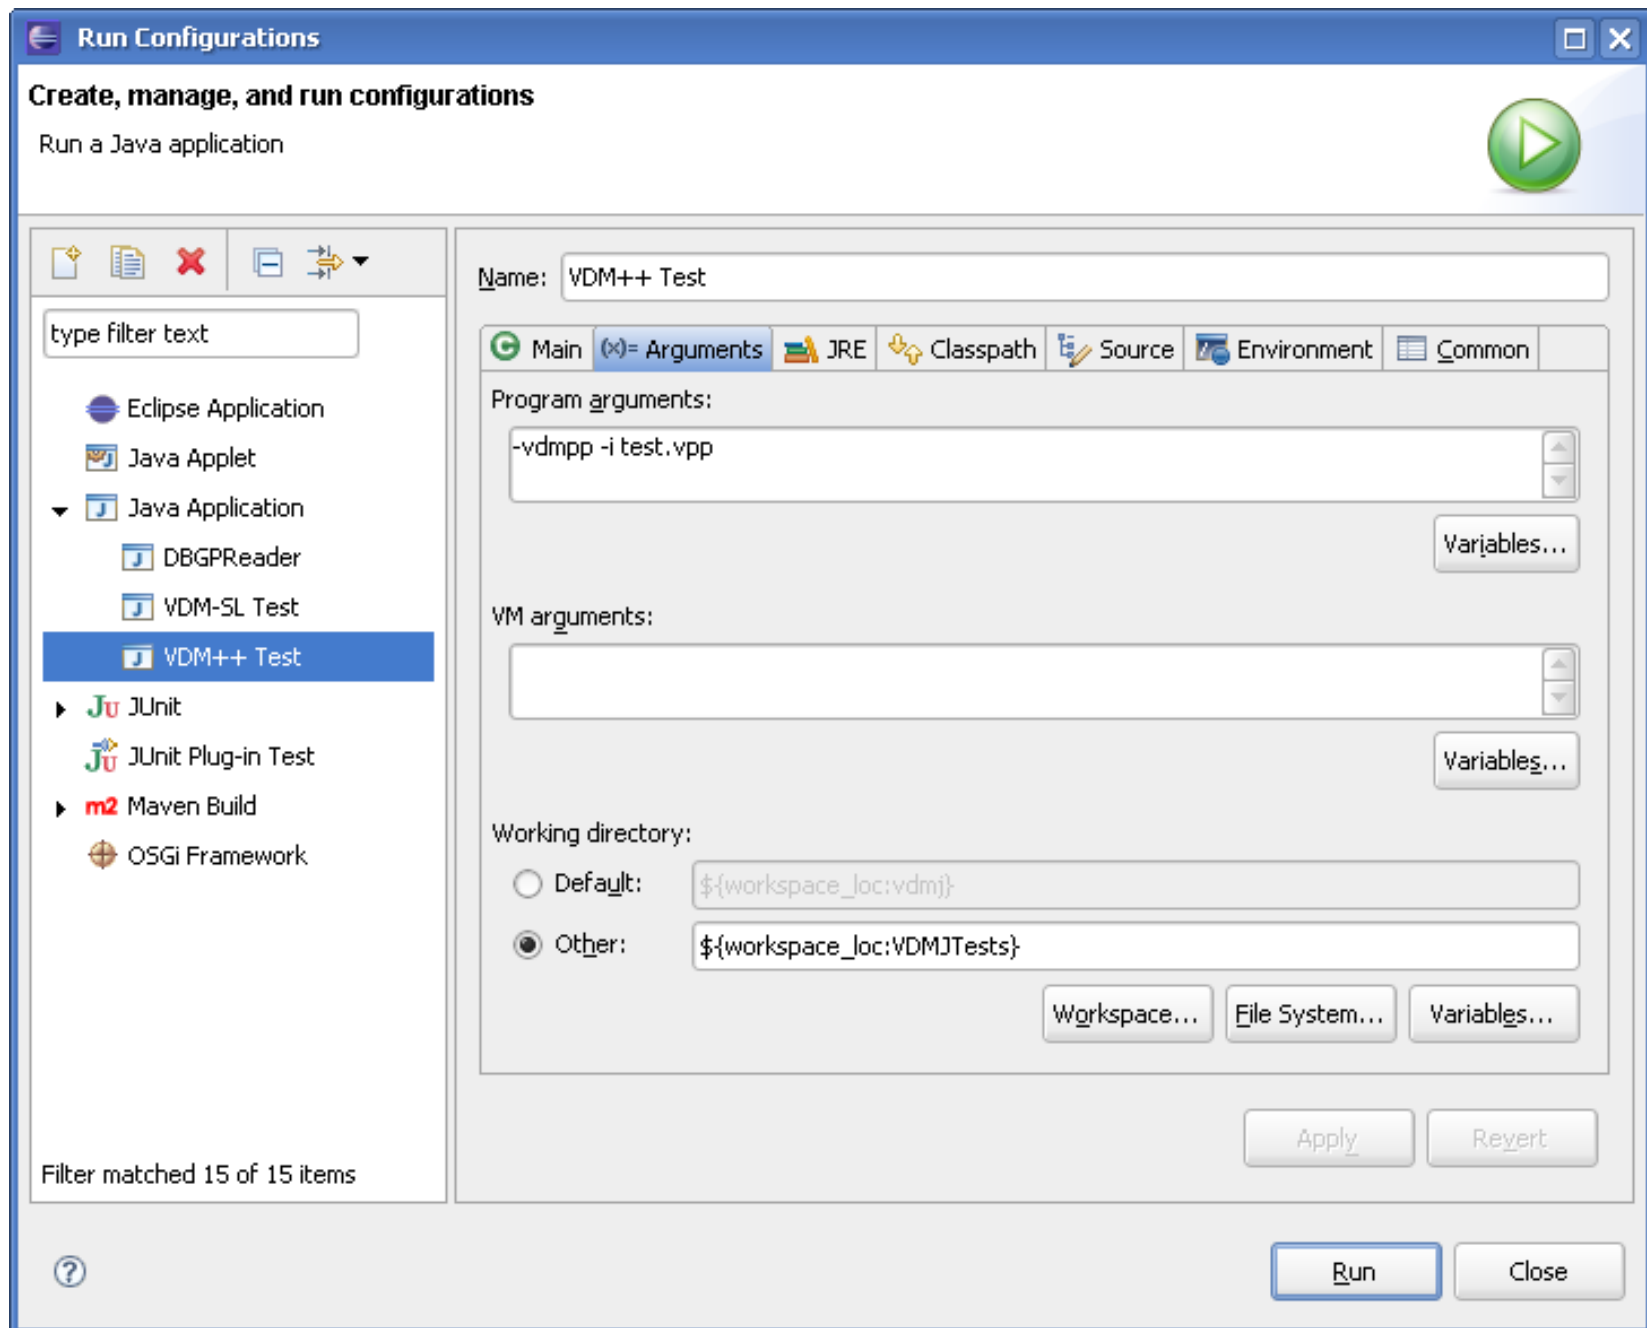 Run Configurations
Create, manage, and run configurations
Run a Java application
type filter text
Eclipse Application
Java Applet
Java Application
DBGPReader
VDM-SL Test
VDM++ Test
JUnit
JUnit Plug-in Test
m2 Maven Build
OSGi Framework
Filter matched 15 of 15 items
Name: VDM++ Test
Main (x)= Arguments JRE Classpath Source Environment Common
Program arguments:
-vdmpp -i test.vpp
Variables...
VM arguments:
Variables...
Working directory:
Default: ${workspace_loc:vdmj}
Other: ${workspace_loc:VDMJTests}
Workspace... File System... Variables...
Apply Revert
Run Close